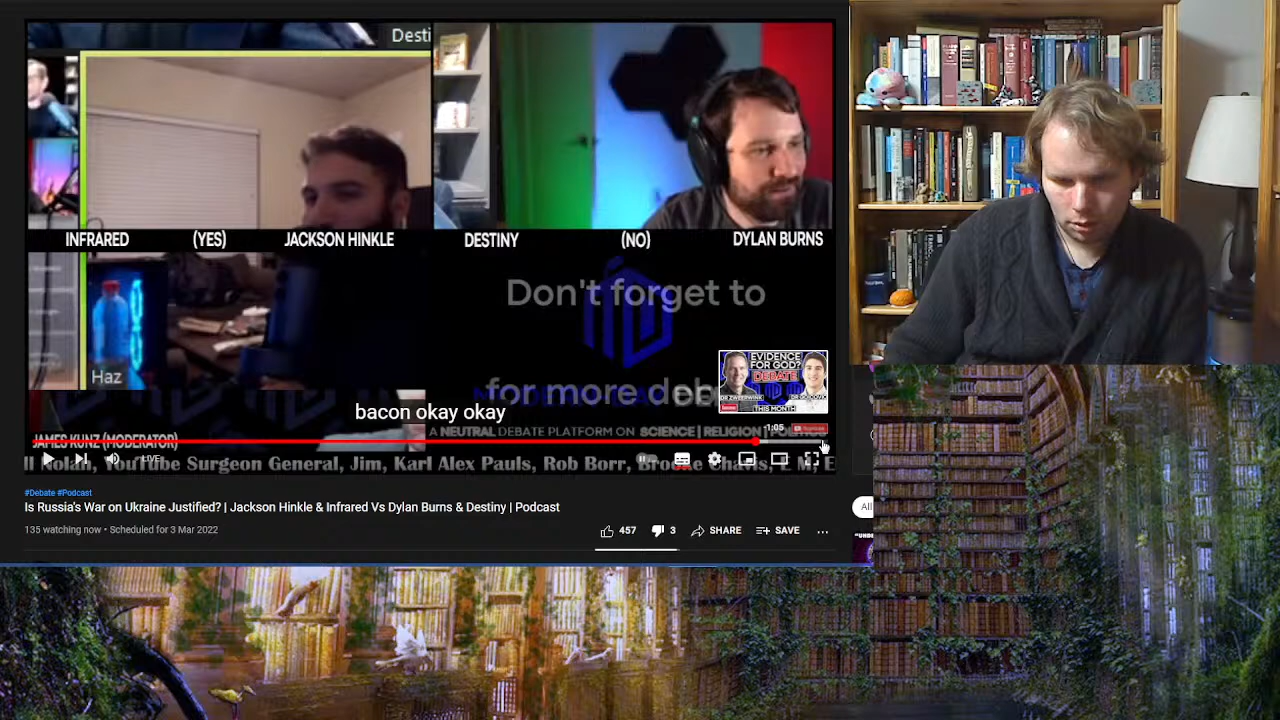 Desti
INFRARED (YES) JACKSON HINKLE DESTINY (NO) DYLAN BURNS
Don't forget to
EVIDENCE
FOR GOD?
DEBATE
THIS MONTH
Haz
for more deb
bacon okay okay
JAMES KUNZ (MODERATOR)
A NEUTRAL DEBATE PLATFORM ON SCIENCE | RELIGION | POLITICS
-1:05
LIVE
YouTube Surgeon General, Jim, Karl Alex Pauls, Rob Borr,
#Debate #Podcast
Is Russia's War on Ukraine Justified? | Jackson Hinkle & Infrared Vs Dylan Burns & Destiny | Podcast
All
135 watching now • Scheduled for 3 Mar 2022
457 3 SHARE SAVE